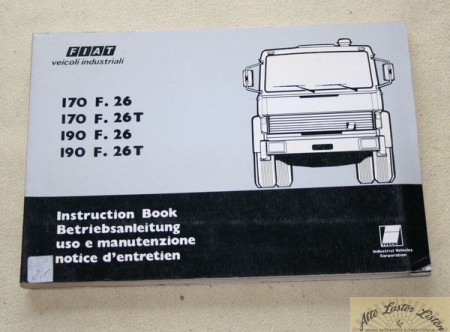 FIAT
veicoli industriali
170 F. 26
170 F. 26T
190 F. 26
190 F. 26T
Instruction Book
Betriebsanleitung
uso e manutenzione
notice d'entretien
IVECO
Industrial Vehicles
Corporation
Alte Laster Listen